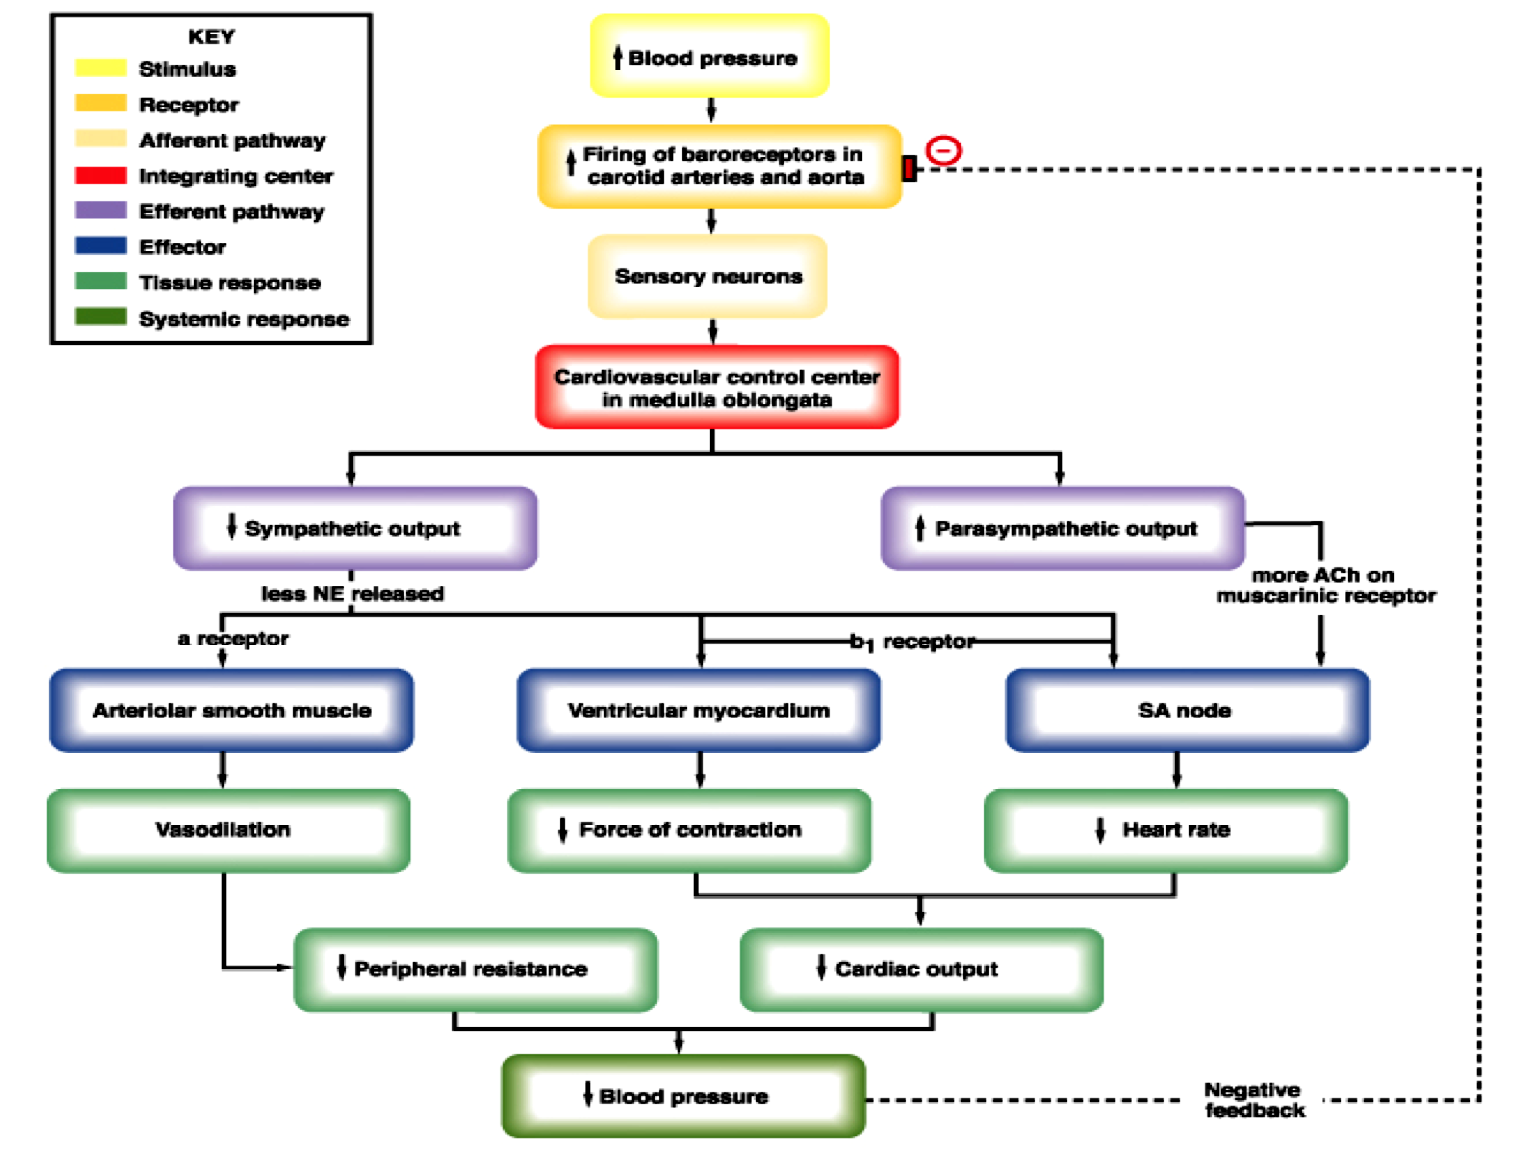 KEY
Stimulus
Receptor
Afferent pathway
Integrating center
Efferent pathway
Effector
Tissue response
Systemic response
Blood pressure
Firing of baroreceptors in
carotid arteries and aorta
Sensory neurons
Cardiovascular control center
in medulla oblongata
Sympathetic output
Parasympathetic output
less NE released
more ACh on
muscarinic receptor
a receptor
b1 receptor
Arteriolar smooth muscle
Ventricular myocardium
SA node
Vasodilation
Force of contraction
Heart rate
Peripheral resistance
Cardiac output
Blood pressure
Negative
feedback